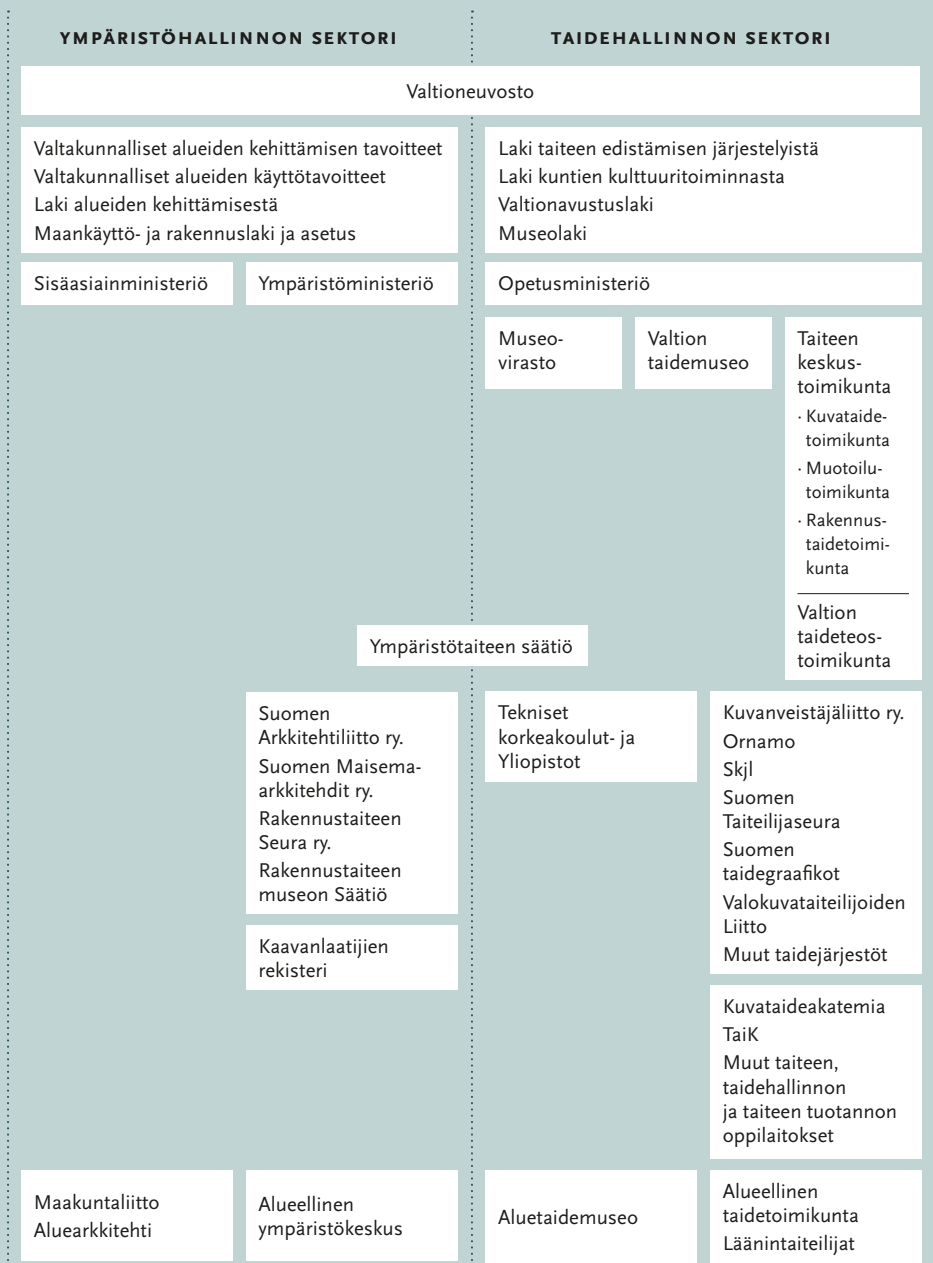 YMPÄRISTÖHALLINNON SEKTORI
TAIDEHALLINNON SEKTORI
Valtioneuvosto
Valtakunnalliset alueiden kehittämisen tavoitteet
Valtakunnalliset alueiden käyttötavoitteet
Laki alueiden kehittämisestä
Maankäyttö- ja rakennuslaki ja asetus
Laki taiteen edistämisen järjestelyistä
Laki kuntien kulttuuritoiminnasta
Valtionavustuslaki
Museolaki
Sisäasiainministeriö
Ympäristöministeriö
Opetusministeriö
Museo-
virasto
Valtion
taidemuseo
Taiteen
keskus-
toimikunta
· Kuvataide-
toimikunta
· Muotoilu-
toimikunta
· Rakennus-
taidetoimi-
kunta
Valtion
taideteos-
toimikunta
Ympäristötaiteen säätiö
Suomen
Arkkitehtiliitto ry.
Suomen Maisema-
arkkitehdit ry.
Rakennustaiteen
Seura ry.
Rakennustaiteen
museon Säätiö
Kaavanlaatijien
rekisteri
Tekniset
korkeakoulut- ja
Yliopistot
Kuvanveistäjäliitto ry.
Ornamo
Skjl
Suomen
Taiteilijaseura
Suomen
taidegraafikot
Valokuvataiteilijoiden
Liitto
Muut taidejärjestöt
Kuvataideakatemia
TaiK
Muut taiteen,
taidehallinnon
ja taiteen tuotannon
oppilaitokset
Maakuntaliitto
Aluearkkitehti
Alueellinen
ympäristökeskus
Aluetaidemuseo
Alueellinen
taidetoimikunta
Läänintaiteilijat